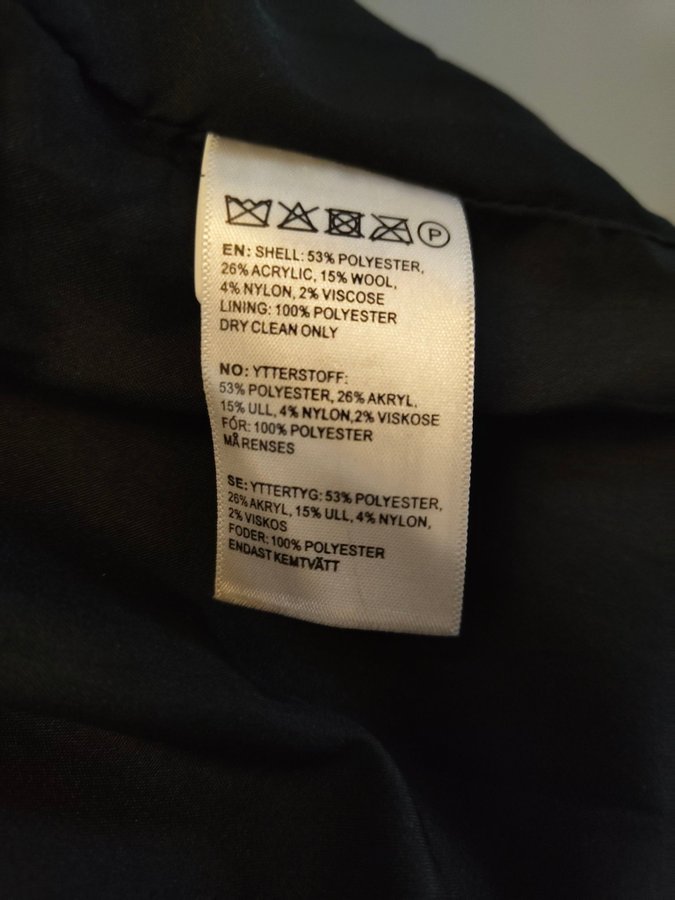 P
EN: SHELL: 53% POLYESTER,
26% ACRYLIC, 15% WOOL,
4% NYLON, 2% VISCOSE
LINING: 100% POLYESTER
DRY CLEAN ONLY
NO: YTTERSTOFF:
53% POLYESTER, 26% AKRYL,
15% ULL, 4% NYLON,2% VISKOSE
FÓR: 100% POLYESTER
MÅ RENSES
SE: YTTERTYG: 53% POLYESTER,
26% AKRYL, 15% ULL, 4% NYLON,
2% VISKOS
FODER: 100% POLYESTER
ENDAST KEMTVÄTT